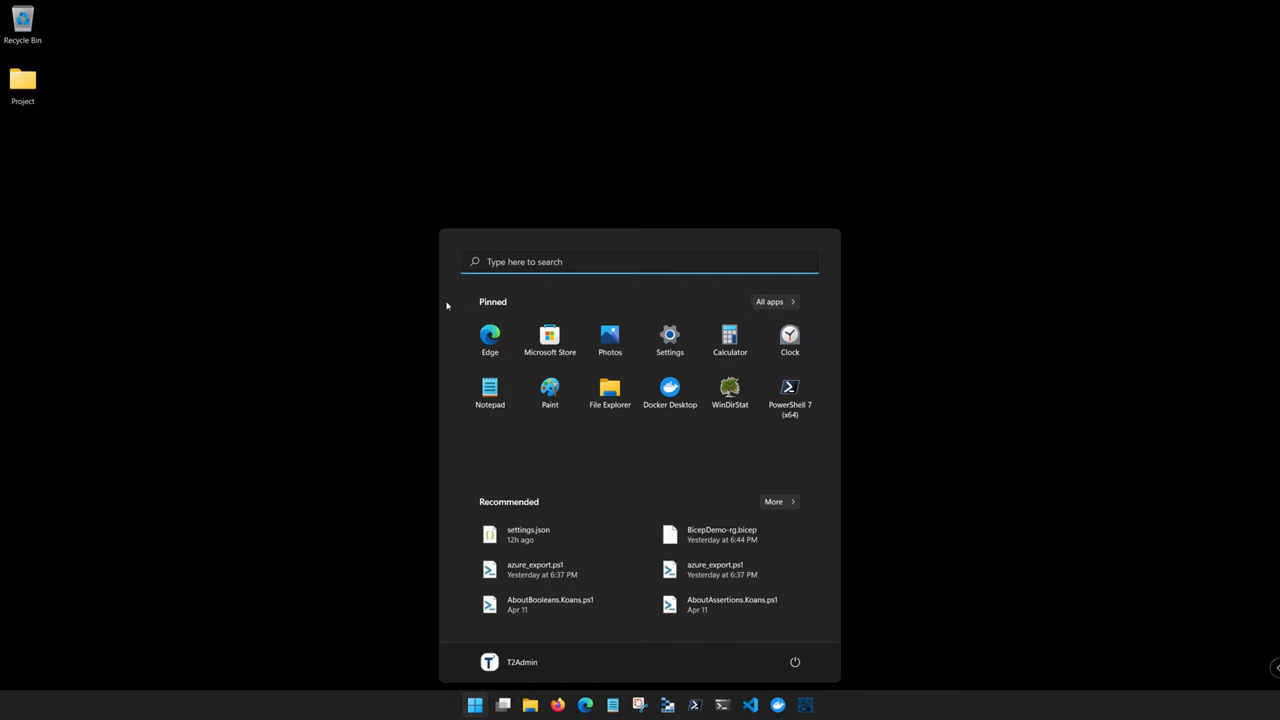 Recycle Bin
Project
Type here to search
Pinned
All apps
Edge
Microsoft Store
Photos
Settings
Calculator
Clock
Notepad
Paint
File Explorer
Docker Desktop
WinDirStat
PowerShell 7
(x64)
Recommended
More
settings.json
12h ago
BicepDemo-rg.bicep
Yesterday at 6:44 PM
azure_export.ps1
Yesterday at 6:37 PM
azure_export.ps1
Yesterday at 6:37 PM
AboutBooleans.Koans.ps1
Apr 11
AboutAssertions.Koans.ps1
Apr 11
T
T2Admin